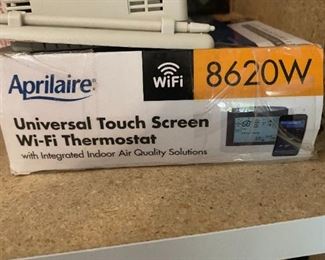 Aprilaire®
WiFi
8620W
Universal Touch Screen
Wi-Fi Thermostat
with Integrated Indoor Air Quality Solutions